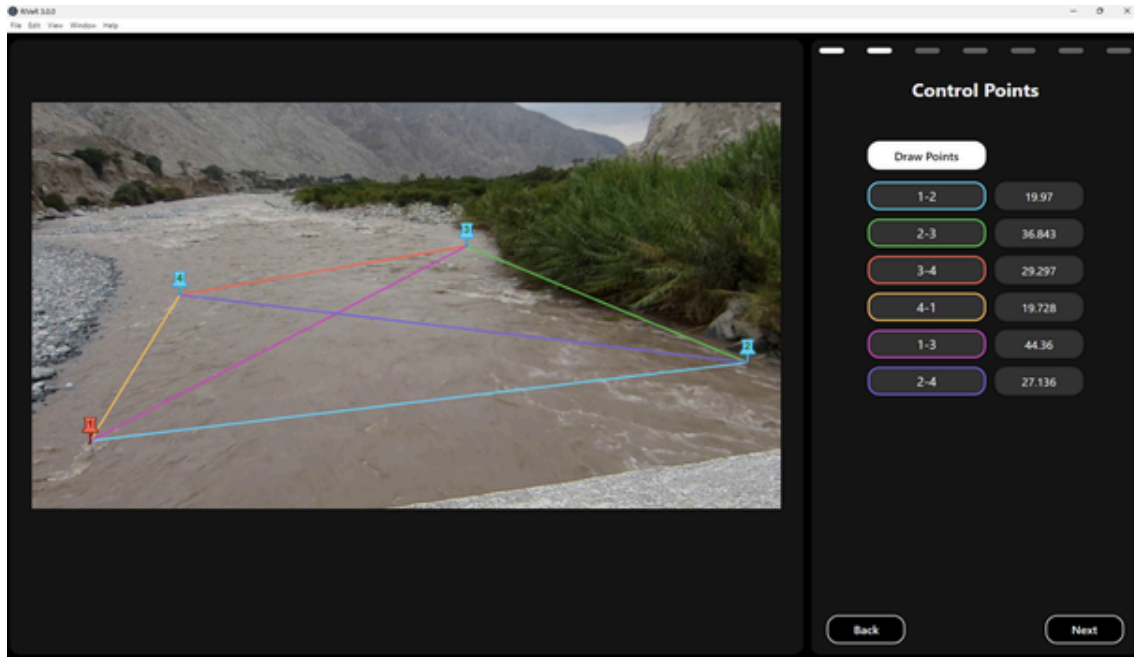 RIVeR 3.0.0
File Edit View Window Help
Control Points
Draw Points
1-2 19.97
2-3 36.843
3-4 29.297
4-1 19.728
1-3 44.36
2-4 27.136
3
4
2
1
Back Next